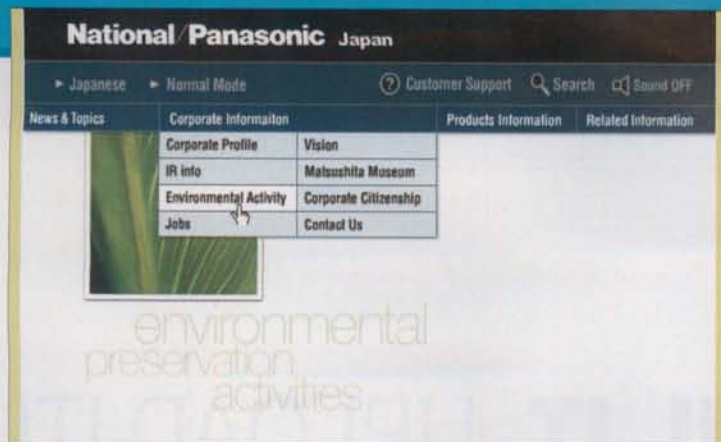 National/Panasonic Japan
Japanese Normal Mode ? Customer Support Search Sound OFF
News & Topics Corporate Informaiton Products Information Related Information
Corporate Profile Vision
IR info Matsushita Museum
Environmental Activity Corporate Citizenship
Jobs Contact Us
environmental
preservation
activities